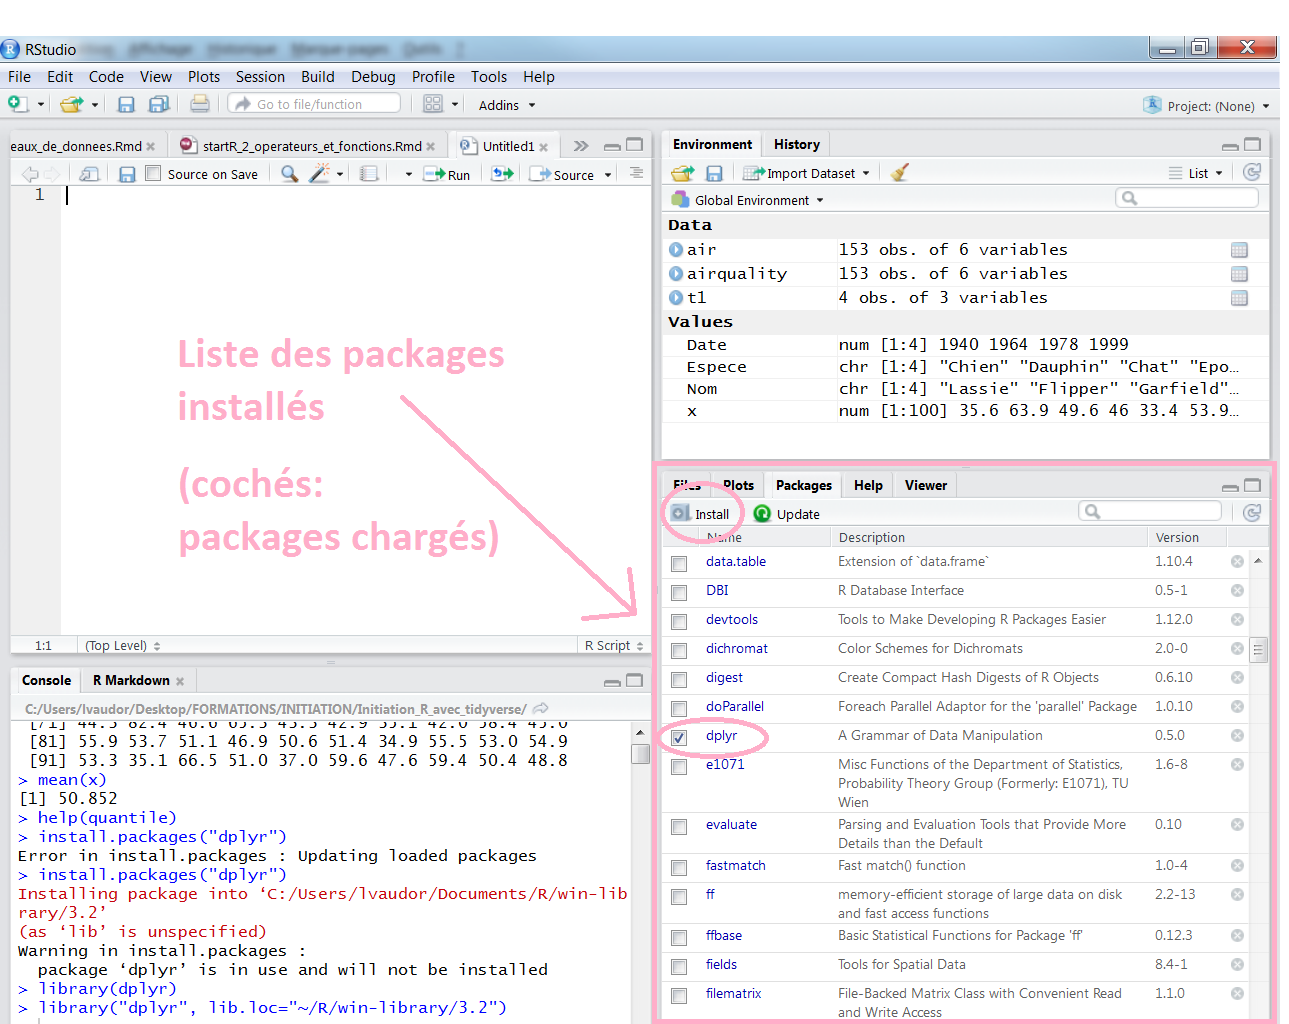 RStudio
File Edit Code View Plots Session Build Debug Profile Tools Help
Go to file/function
Addins
Project: (None)
eaux_de_donnees.Rmd
startR_2_operateurs_et_fonctions.Rmd
Untitled1
Source on Save
Run
Source
1
Liste des packages
installés
(cochés:
packages chargés)
1:1
(Top Level)
R Script
Environment
History
Import Dataset
List
Global Environment
Data
air 153 obs. of 6 variables
airquality 153 obs. of 6 variables
t1 4 obs. of 3 variables
Values
Date num [1:4] 1940 1964 1978 1999
Espece chr [1:4] "Chien" "Dauphin" "Chat" "Epo...
Nom chr [1:4] "Lassie" "Flipper" "Garfield"...
x num [1:100] 35.6 63.9 49.6 46 33.4 53.9...
Console
R Markdown
C:/Users/lvaudor/Desktop/FORMATIONS/INITIATION/Initiation_R_avec_tidyverse/
[71] 44.5 82.4 40.0 65.5 45.5 42.9 55.1 42.0 58.4 45.0
[81] 55.9 53.7 51.1 46.9 50.6 51.4 34.9 55.5 53.0 54.9
[91] 53.3 35.1 66.5 51.0 37.0 59.6 47.6 59.4 50.4 48.8
> mean(x)
[1] 50.852
> help(quantile)
> install.packages("dplyr")
Error in install.packages : Updating loaded packages
> install.packages("dplyr")
Installing package into ‘C:/Users/lvaudor/Documents/R/win-lib
rary/3.2’
(as ‘lib’ is unspecified)
Warning in install.packages :
package ‘dplyr’ is in use and will not be installed
> library(dplyr)
> library("dplyr", lib.loc="~/R/win-library/3.2")
Files Plots Packages Help Viewer
Install
Update
Name Description Version
data.table Extension of `data.frame` 1.10.4
DBI R Database Interface 0.5-1
devtools Tools to Make Developing R Packages Easier 1.12.0
dichromat Color Schemes for Dichromats 2.0-0
digest Create Compact Hash Digests of R Objects 0.6.10
doParallel Foreach Parallel Adaptor for the 'parallel' Package 1.0.10
dplyr A Grammar of Data Manipulation 0.5.0
e1071 Misc Functions of the Department of Statistics, 1.6-8
Probability Theory Group (Formerly: E1071), TU
Wien
evaluate Parsing and Evaluation Tools that Provide More 0.10
Details than the Default
fastmatch Fast match() function 1.0-4
ff memory-efficient storage of large data on disk 2.2-13
and fast access functions
ffbase Basic Statistical Functions for Package 'ff' 0.12.3
fields Tools for Spatial Data 8.4-1
filematrix File-Backed Matrix Class with Convenient Read 1.1.0
and Write Access